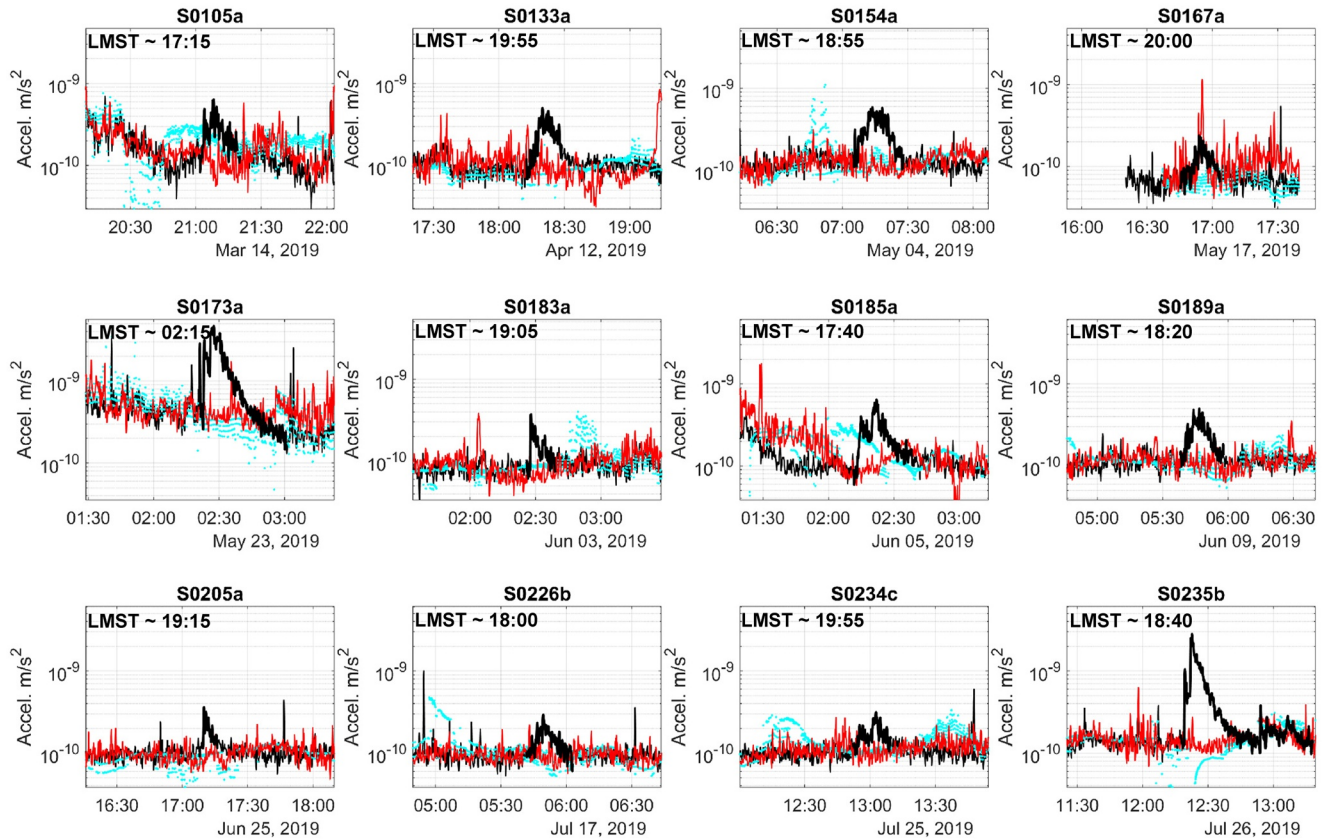 S0105a S0133a S0154a S0167a
LMST ~ 17:15 LMST ~ 19:55 LMST ~ 18:55 LMST ~ 20:00
Accel. m/s² 10⁻⁹ 10⁻¹⁰ Accel. m/s² 10⁻⁹ 10⁻¹⁰ Accel. m/s² 10⁻⁹ 10⁻¹⁰ Accel. m/s² 10⁻⁹ 10⁻¹⁰
20:30 21:00 21:30 22:00 17:30 18:00 18:30 19:00 06:30 07:00 07:30 08:00 16:00 16:30 17:00 17:30
Mar 14, 2019 Apr 12, 2019 May 04, 2019 May 17, 2019
S0173a S0183a S0185a S0189a
LMST ~ 02:15 LMST ~ 19:05 LMST ~ 17:40 LMST ~ 18:20
Accel. m/s² 10⁻⁹ 10⁻¹⁰ Accel. m/s² 10⁻⁹ 10⁻¹⁰ Accel. m/s² 10⁻⁹ 10⁻¹⁰ Accel. m/s² 10⁻⁹ 10⁻¹⁰
01:30 02:00 02:30 03:00 02:00 02:30 03:00 01:30 02:00 02:30 03:00 05:00 05:30 06:00 06:30
May 23, 2019 Jun 03, 2019 Jun 05, 2019 Jun 09, 2019
S0205a S0226b S0234c S0235b
LMST ~ 19:15 LMST ~ 18:00 LMST ~ 19:55 LMST ~ 18:40
Accel. m/s² 10⁻⁹ 10⁻¹⁰ Accel. m/s² 10⁻⁹ 10⁻¹⁰ Accel. m/s² 10⁻⁹ 10⁻¹⁰ Accel. m/s² 10⁻⁹ 10⁻¹⁰
16:30 17:00 17:30 18:00 05:00 05:30 06:00 06:30 12:30 13:00 13:30 11:30 12:00 12:30 13:00
Jun 25, 2019 Jul 17, 2019 Jul 25, 2019 Jul 26, 2019